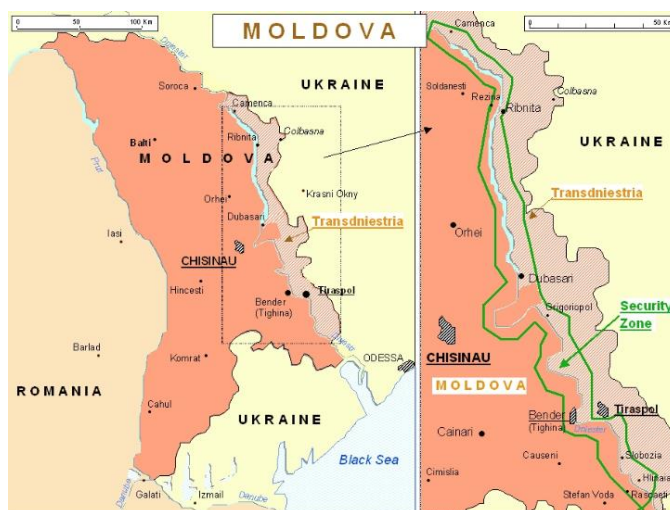 MOLDOVA
0 50 100 Km
Dniester
UKRAINE
Soroca
Camenca
Balti
Ribnita
Colbasna
MOLDOVA
Prut
Orhei
Krasni Okny
Dubasari
Iasi
Transdniestria
CHISINAU
Hincesti
Bender
(Tighina)
Tiraspol
Barlad
Komrat
ODESSA
ROMANIA
Cahul
UKRAINE
Black Sea
Galati
Izmail
Danube
0 50 Km
Camenca
Soldanesti
Rezina
Ribnita
Colbasna
UKRAINE
Transdniestria
Orhei
Dubasari
Grigoriopol
Security
Zone
CHISINAU
MOLDOVA
Bender
(Tighina)
Tiraspol
Dniester
Cainari
Causeni
Slobozia
Cimislia
Hlinaia
Stefan Voda
Rascaeti